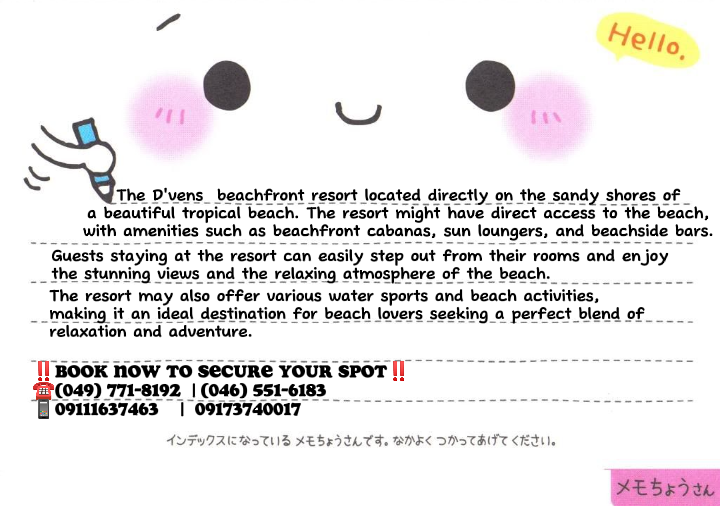 Hello.
The D'vens beachfront resort located directly on the sandy shores of
a beautiful tropical beach. The resort might have direct access to the beach,
with amenities such as beachfront cabanas, sun loungers, and beachside bars.
Guests staying at the resort can easily step out from their rooms and enjoy
the stunning views and the relaxing atmosphere of the beach.
The resort may also offer various water sports and beach activities,
making it an ideal destination for beach lovers seeking a perfect blend of
relaxation and adventure.
‼️BOOK NOW TO SECURE YOUR SPOT‼️
☎️(049) 771-8192 | (046) 551-6183
📱09111637463 | 09173740017
インデックスになっている メモちょうさんです。なかよく つかってあげてください。
メモちょうさん